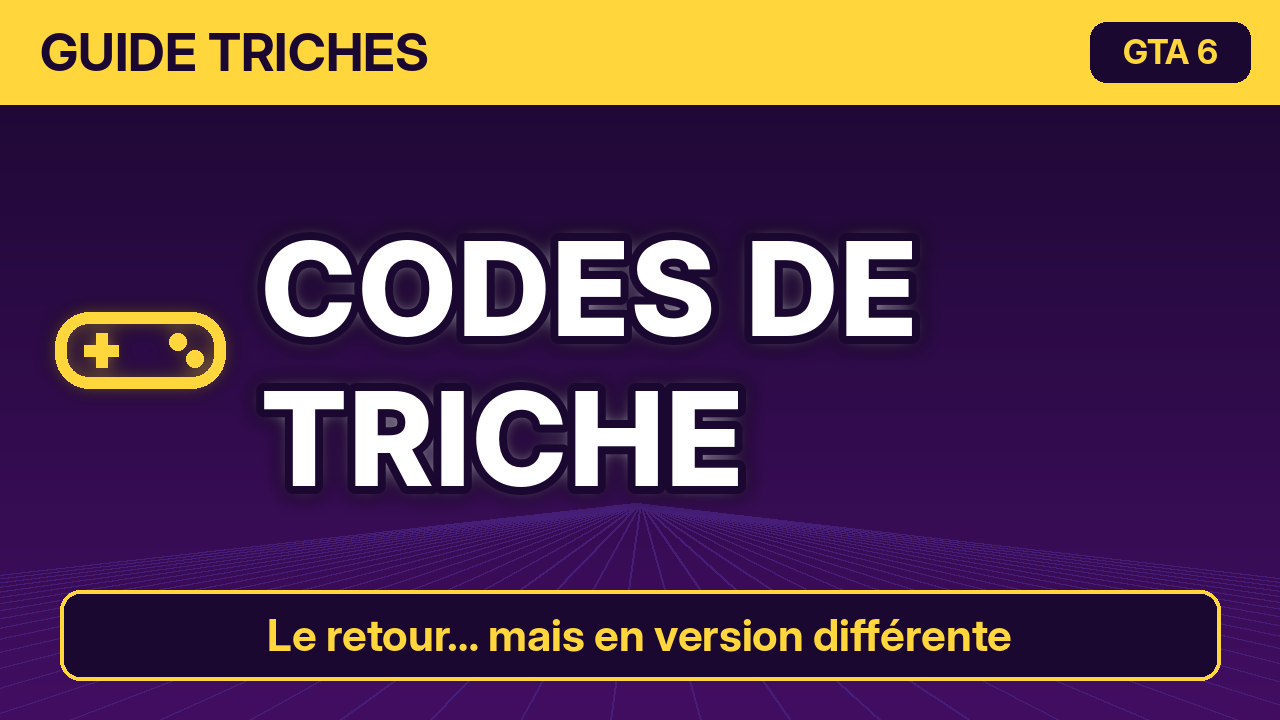 GUIDE TRICHES
GTA 6
CODES DE
TRICHE
Le retour... mais en version différente